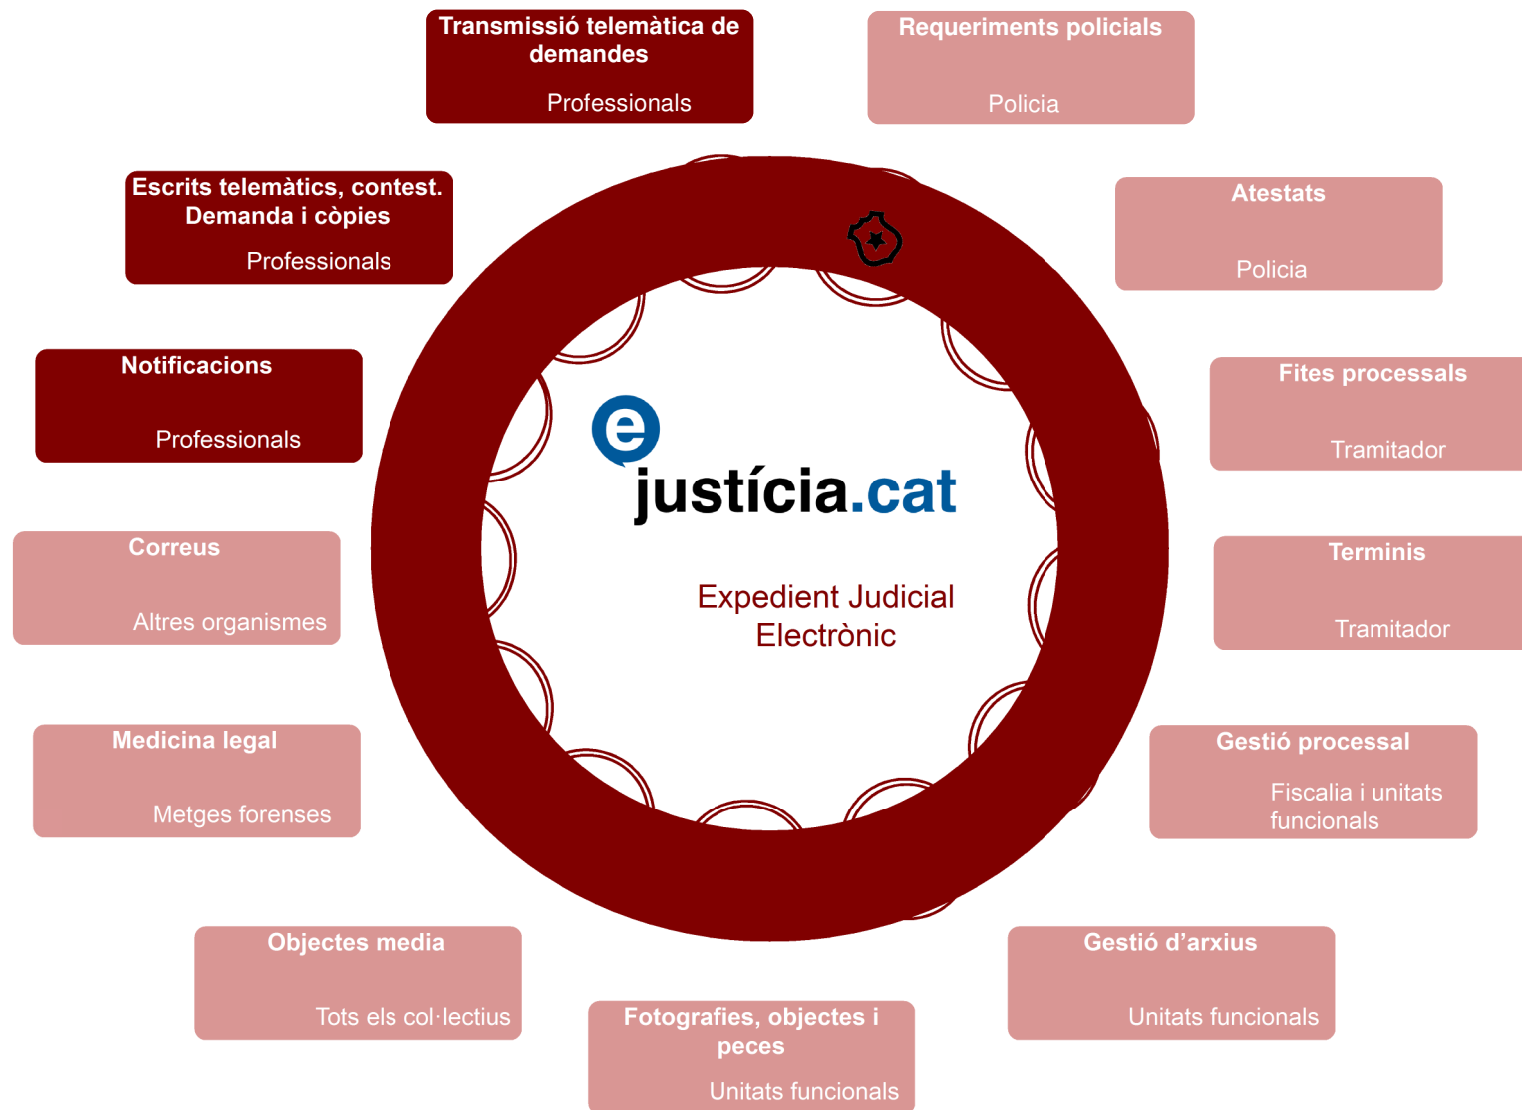 Transmissió telemàtica de
demandes
Professionals
Requeriments policials
Policia
Escrits telemàtics, contest.
Demanda i còpies
Professionals
Atestats
Policia
Notificacions
Professionals
Fites processals
Tramitador
e
justícia.cat
Expedient Judicial
Electrònic
Correus
Altres organismes
Terminis
Tramitador
Medicina legal
Metges forenses
Gestió processal
Fiscalia i unitats
funcionals
Objectes media
Tots els col·lectius
Gestió d’arxius
Unitats funcionals
Fotografies, objectes i
peces
Unitats funcionals